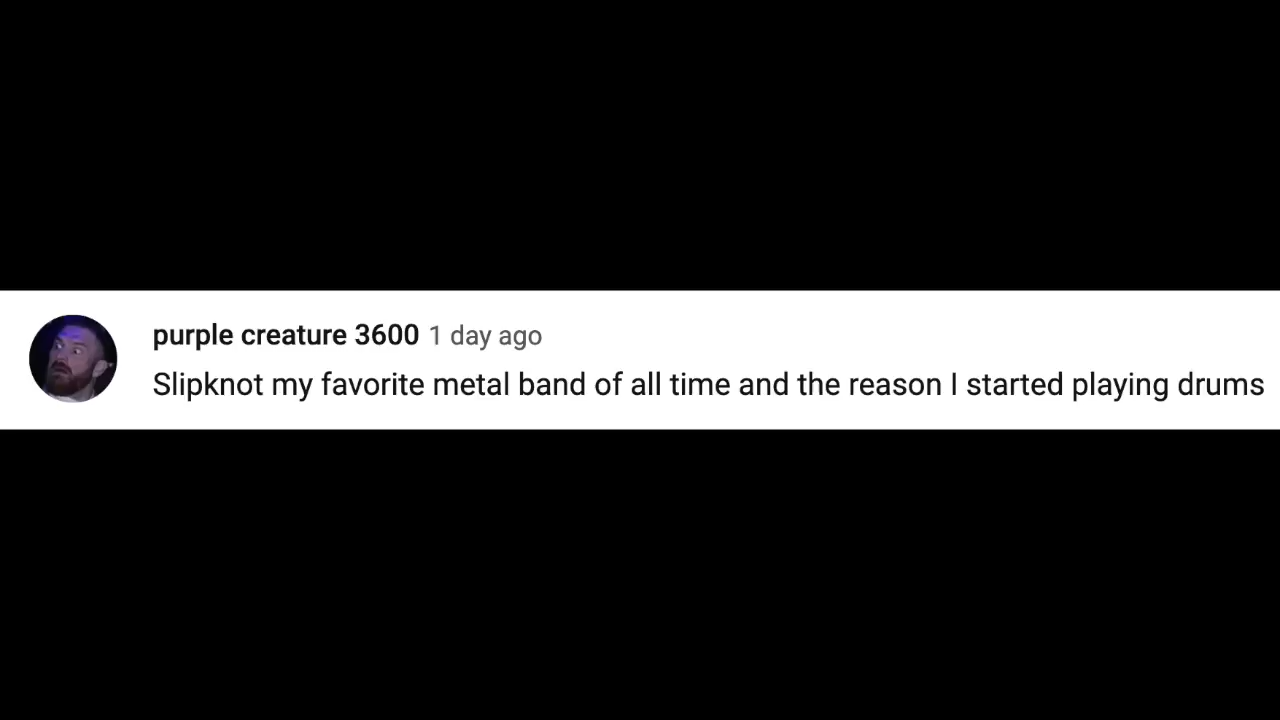 purple creature 3600 1 day ago
Slipknot my favorite metal band of all time and the reason I started playing drums